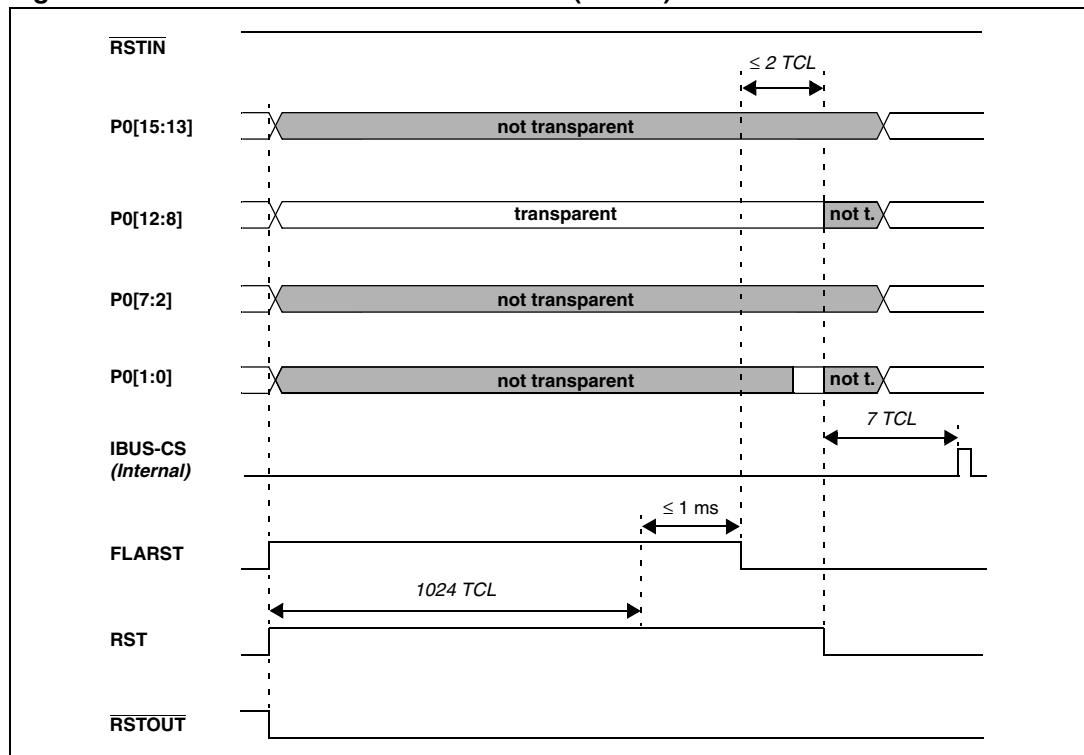 RSTIN
≤ 2 TCL
P0[15:13]
not transparent
P0[12:8]
transparent
not t.
P0[7:2]
not transparent
P0[1:0]
not transparent
not t.
7 TCL
IBUS-CS
(Internal)
≤ 1 ms
FLARST
1024 TCL
RST
RSTOUT